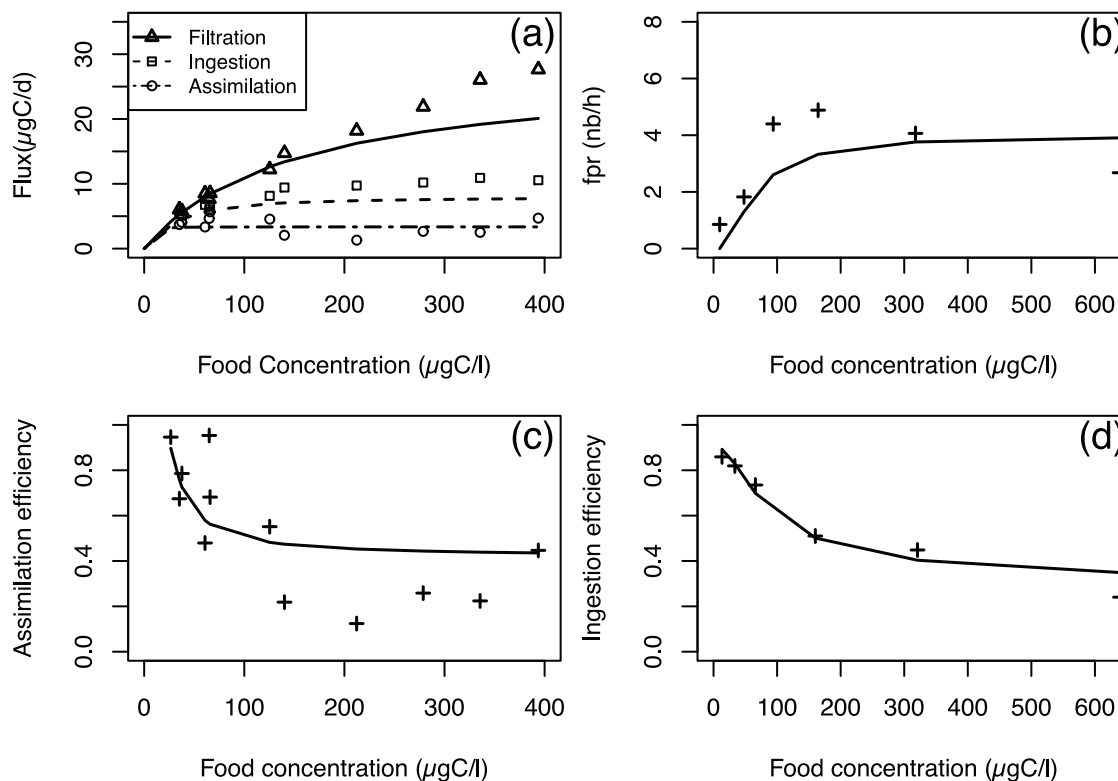 (a)
Filtration
Ingestion
Assimilation
Flux(µgC/d)
0 10 20 30
0 100 200 300 400
Food Concentration (µgC/l)
(b)
fpr (nb/h)
0 2 4 6 8
0 100 200 300 400 500 600
Food concentration (µgC/l)
(c)
Assimilation efficiency
0.0 0.4 0.8
0 100 200 300 400
Food concentration (µgC/l)
(d)
Ingestion efficiency
0.0 0.4 0.8
0 100 200 300 400 500 600
Food concentration (µgC/l)